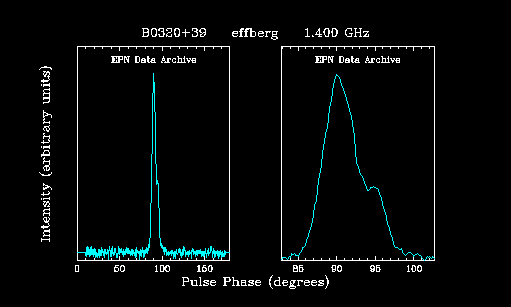 B0320+39 effberg 1.400 GHz
EPN Data Archive EPN Data Archive
Intensity (arbitrary units)
0 50 100 160 85 90 95 100
Pulse Phase (degrees)